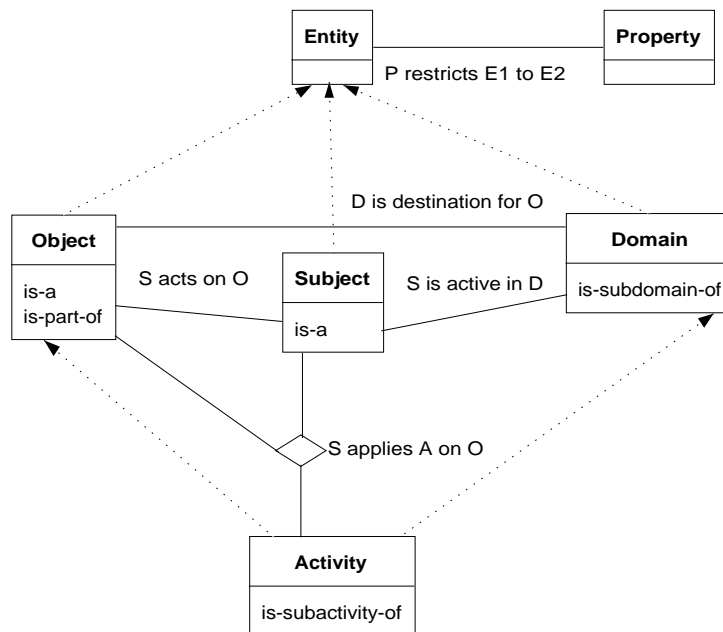 Entity
Property
P restricts E1 to E2
D is destination for O
Object
Domain
S acts on O
Subject
S is active in D
is-a
is-part-of
is-subdomain-of
is-a
S applies A on O
Activity
is-subactivity-of